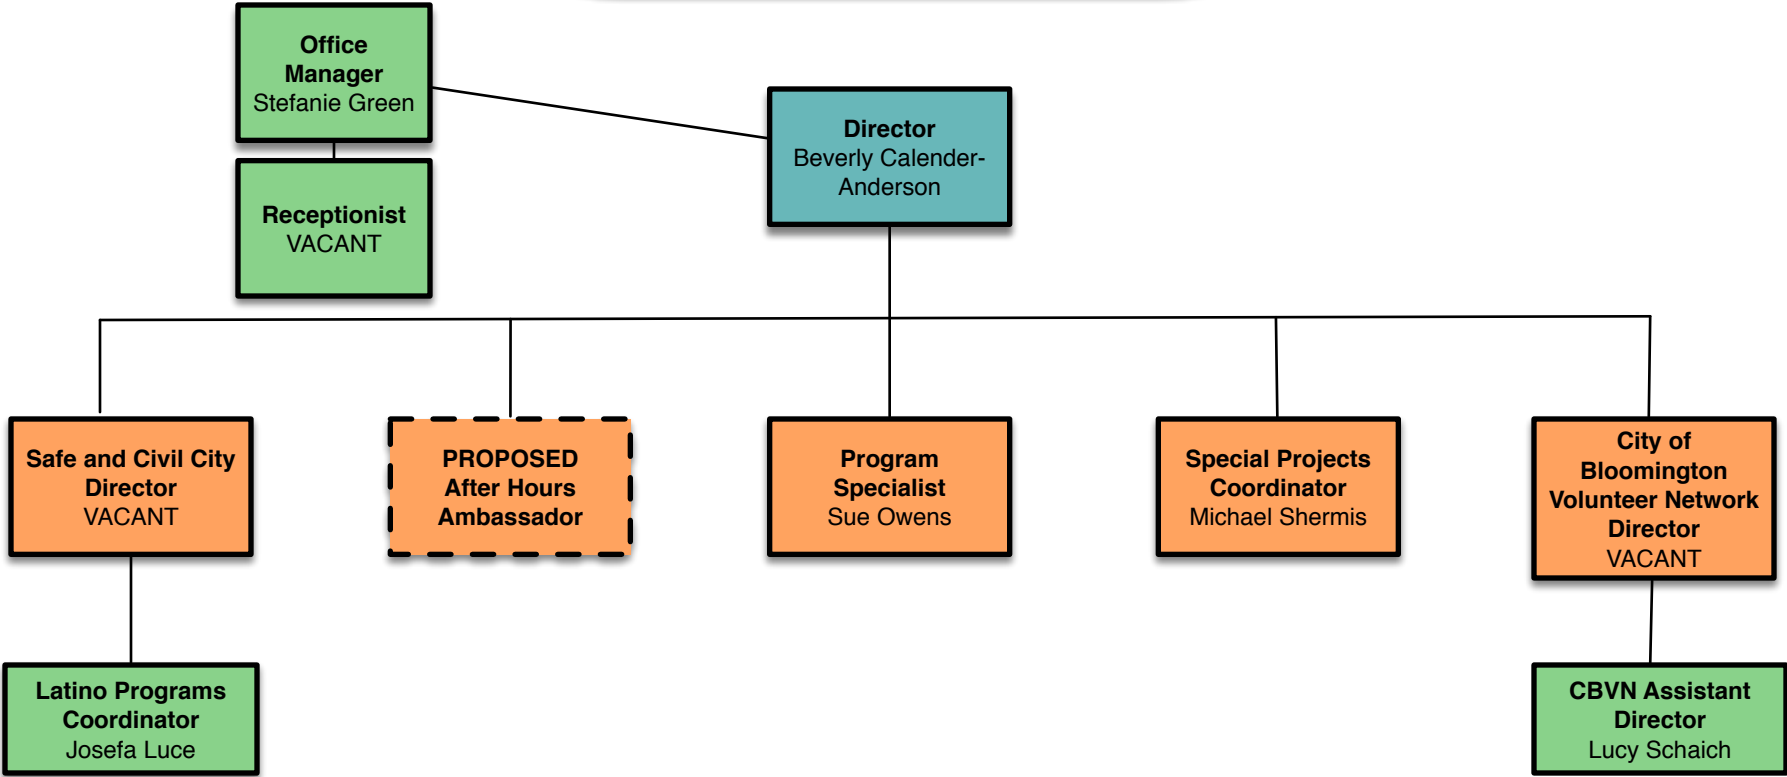 Office
Manager
Stefanie Green
Director
Beverly Calender-
Anderson
Receptionist
VACANT
Safe and Civil City
Director
VACANT
PROPOSED
After Hours
Ambassador
Program
Specialist
Sue Owens
Special Projects
Coordinator
Michael Shermis
City of
Bloomington
Volunteer Network
Director
VACANT
Latino Programs
Coordinator
Josefa Luce
CBVN Assistant
Director
Lucy Schaich